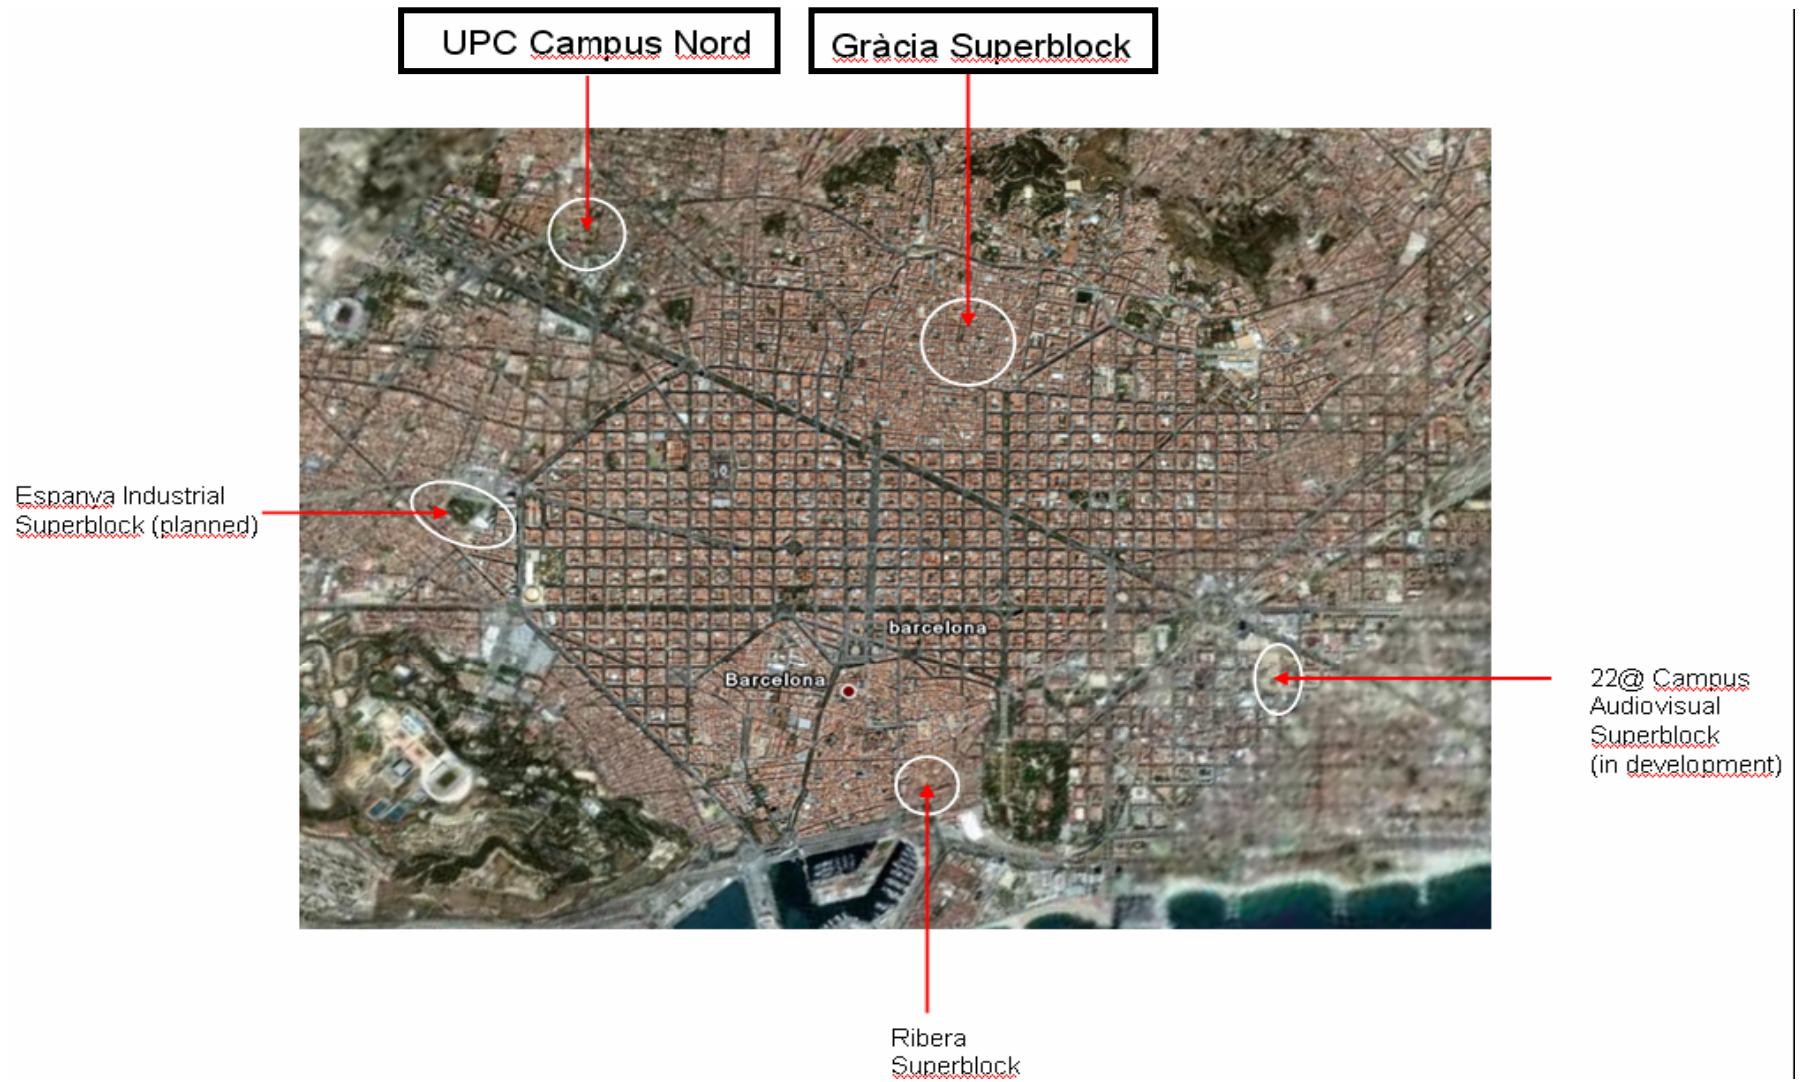 UPC Campus Nord
Gràcia Superblock
Espanya Industrial
Superblock (planned)
barcelona
Barcelona
22@ Campus
Audiovisual
Superblock
(in development)
Ribera
Superblock